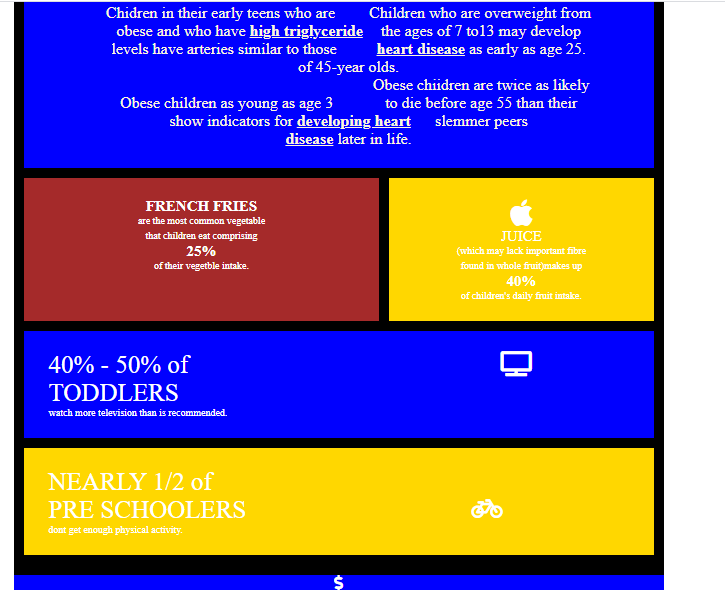 Chidren in their early teens who are
obese and who have high triglyceride
levels have arteries similar to those
of 45-year olds.
Children who are overweight from
the ages of 7 to13 may develop
heart disease as early as age 25.
Obese children as young as age 3
show indicators for developing heart
disease later in life.
Obese chiidren are twice as likely
to die before age 55 than their
slemmer peers
FRENCH FRIES
are the most common vegetable
that children eat comprising
25%
of their vegetble intake.
JUICE
(which may lack important fibre
found in whole fruit)makes up
40%
of children's daily fruit intake.
40% - 50% of
TODDLERS
watch more television than is recommended.
NEARLY 1/2 of
PRE SCHOOLERS
dont get enough physical activity.
$